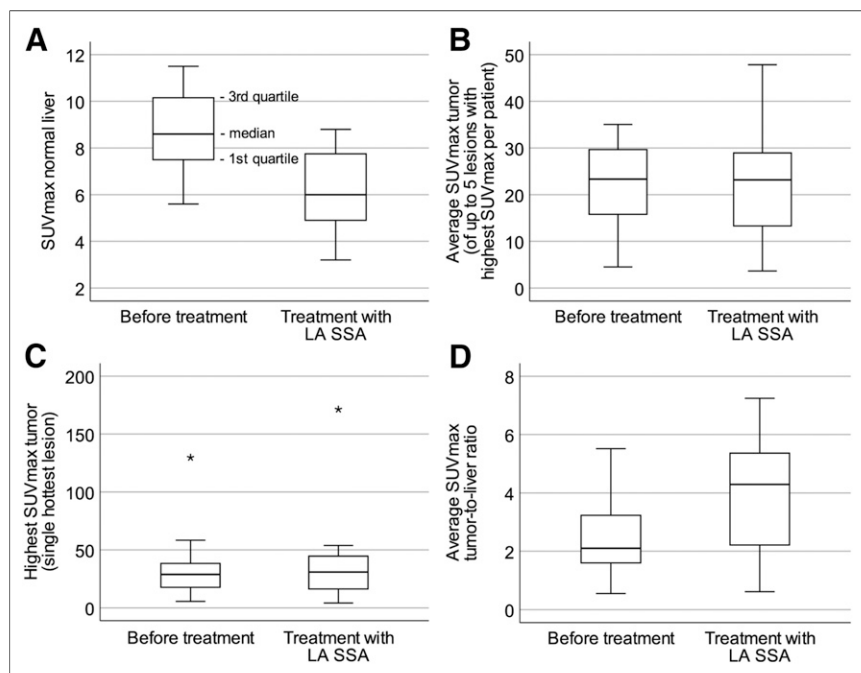 A
SUVmax normal liver
12
10
8
6
4
2
- 3rd quartile
- median
- 1st quartile
Before treatment
Treatment with
LA SSA
B
Average SUVmax tumor
(of up to 5 lesions with
highest SUVmax per patient)
50
40
30
20
10
0
Before treatment
Treatment with
LA SSA
C
Highest SUVmax tumor
(single hottest lesion)
200
150
100
50
0
*
*
Before treatment
Treatment with
LA SSA
D
Average SUVmax
tumor-to-liver ratio
8
6
4
2
0
Before treatment
Treatment with
LA SSA